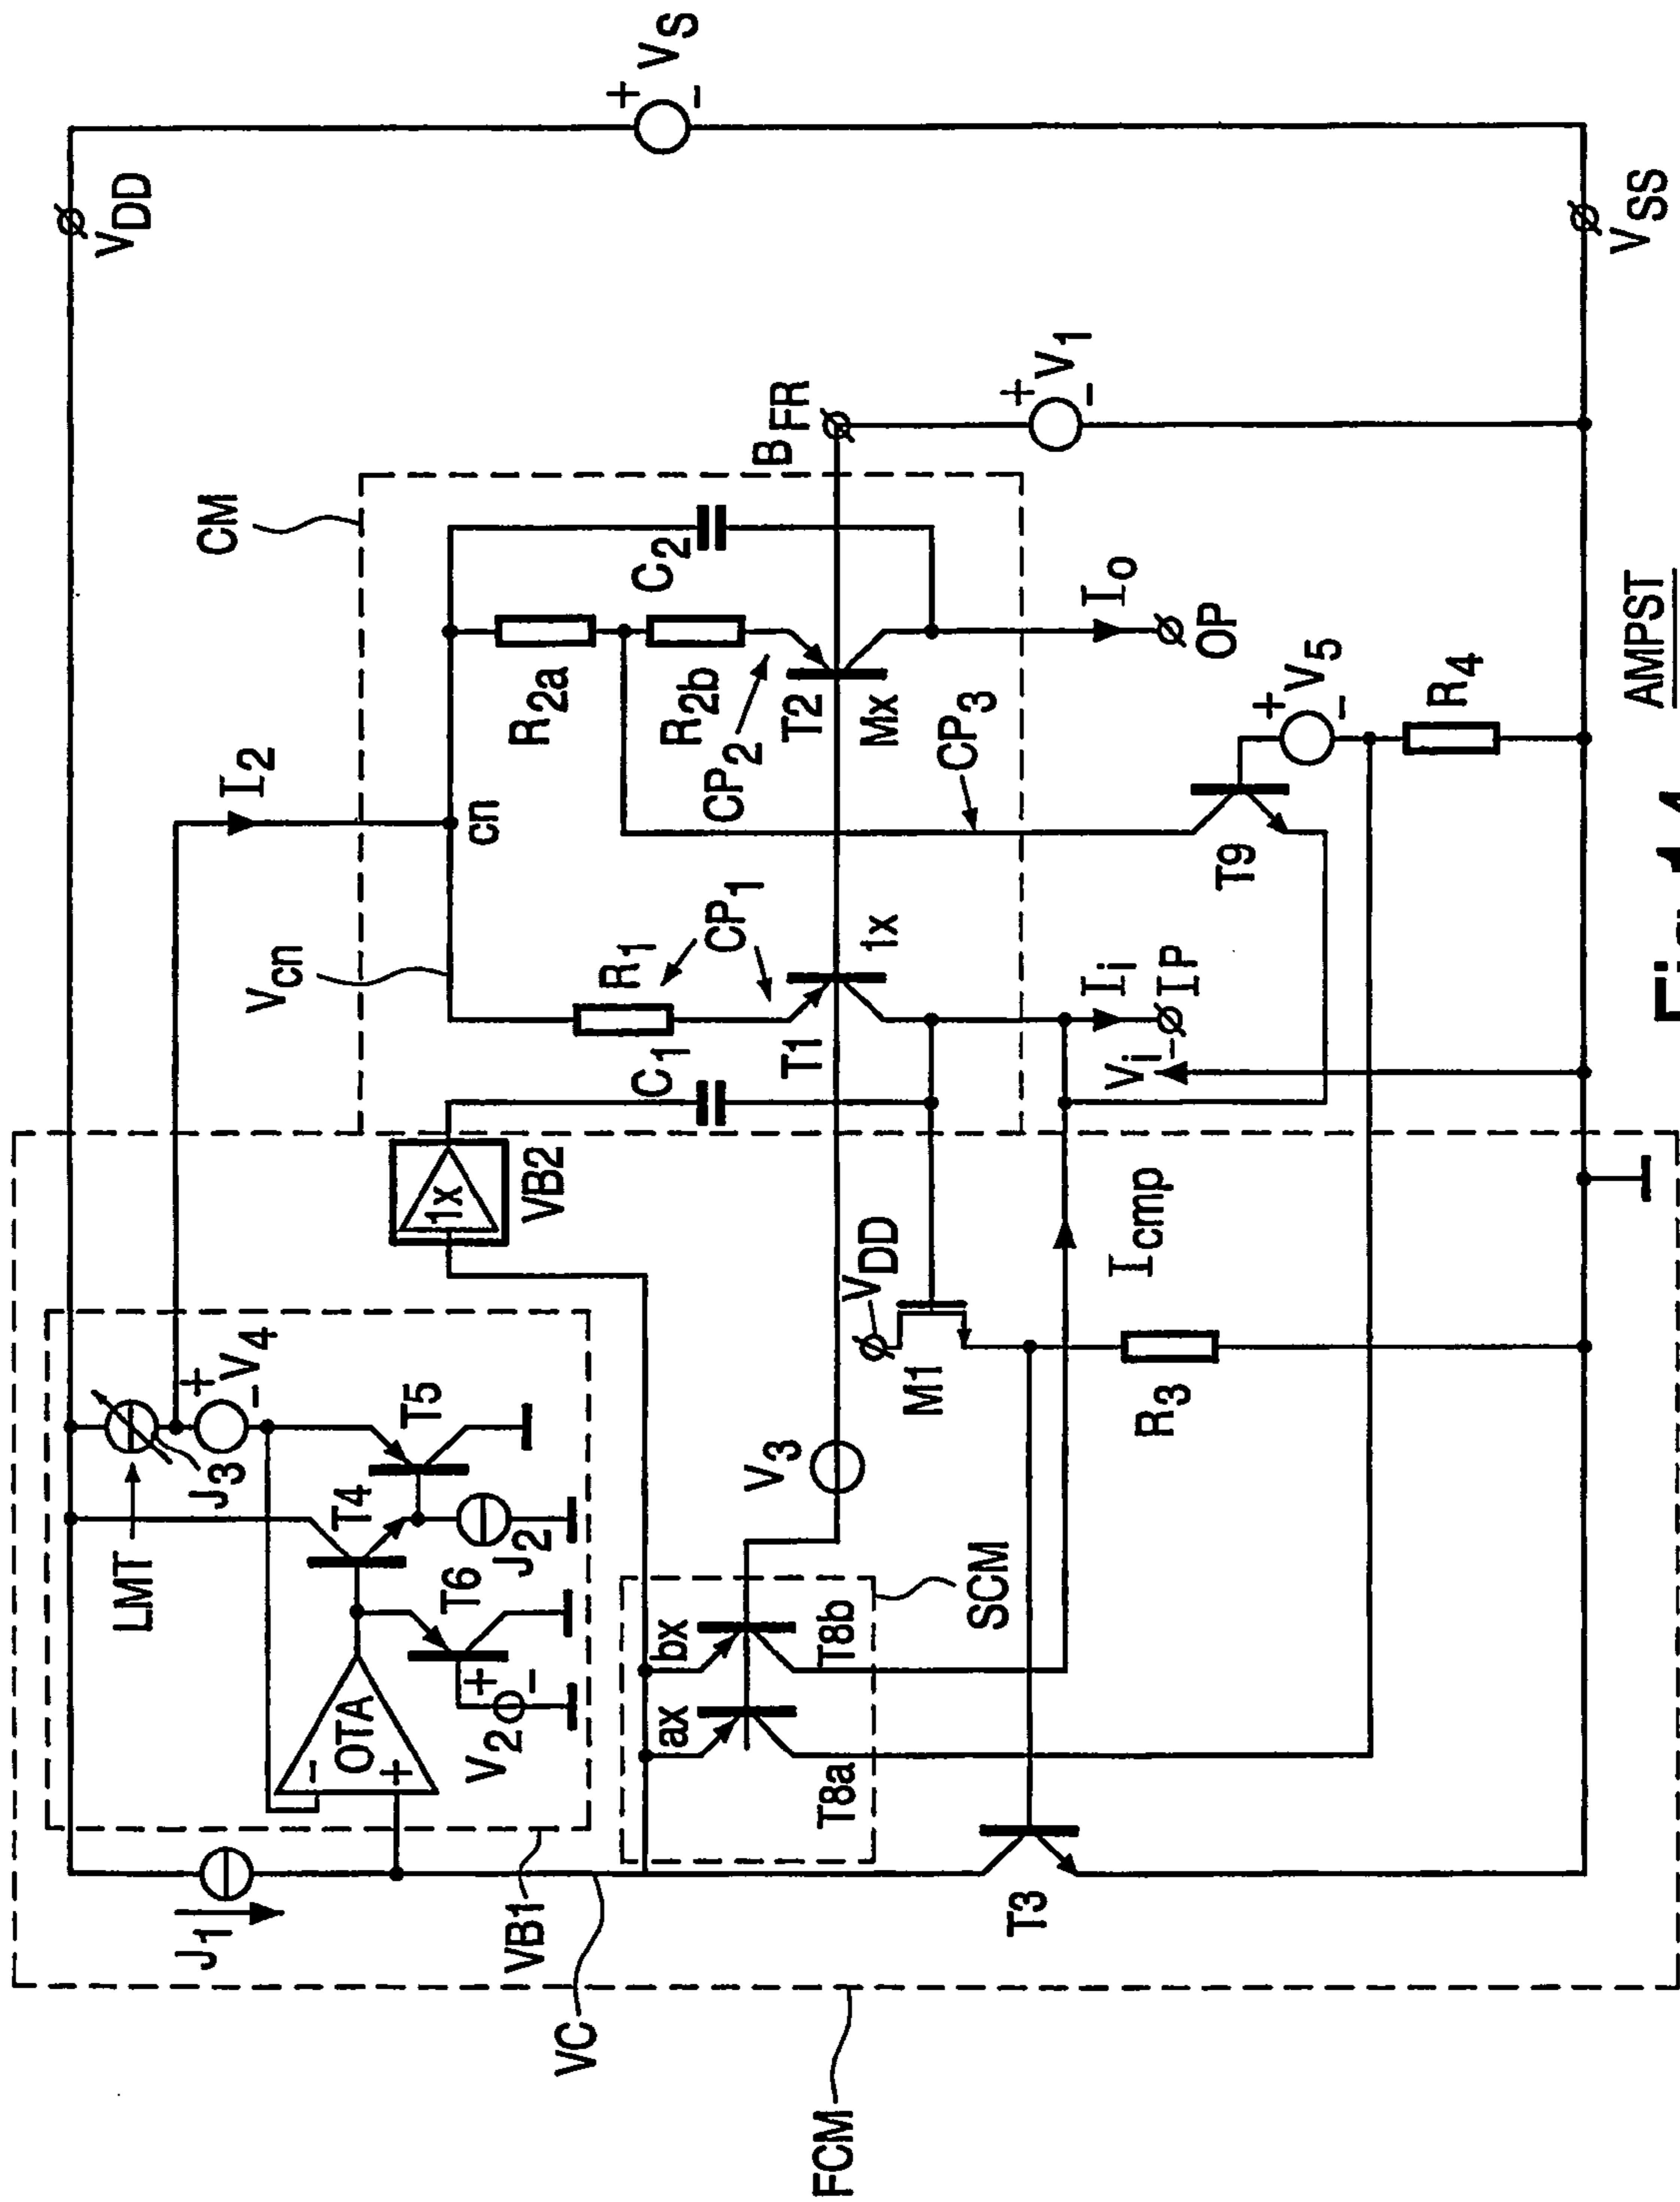 V_DD
+
V_S
-
V_SS
I_2
CM
V_cn
cn
R_1
CP_1
T1
1x
C_1
R_2a
R_2b
CP_2
T2
Mx
C_2
B_FR
+
V_1
-
I_o
OP
CP_3
T9
+
V_5
-
R_4
I_i
IP
V_i
-
AMPST
VB2
1x
V_DD
M1
I_cmp
R_3
V_3
SCM
bx
ax
T8b
T8a
T3
LMT
J_3
+
V_4
-
T5
T4
J_2
T6
V_2
+
-
OTA
-
+
J_1
VB1
VC
FCM